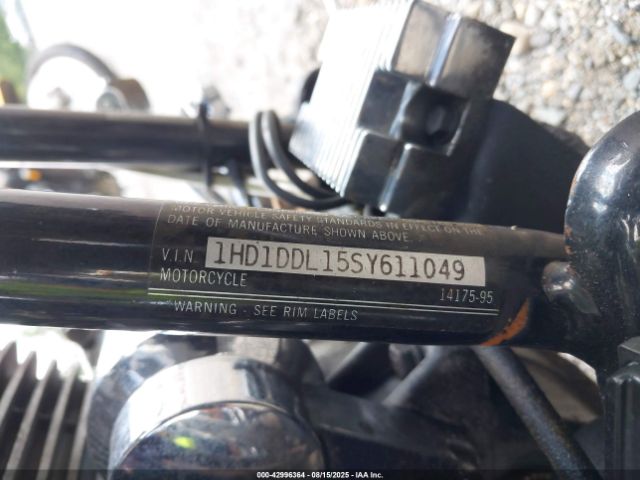 MOTOR VEHICLE SAFETY STANDARDS IN EFFECT ON THE
DATE OF MANUFACTURE SHOWN ABOVE.
V.I.N. 1HD1DDL15SY611049
MOTORCYCLE 14175-95
WARNING - SEE RIM LABELS
000-42996364 - 08/15/2025 - IAA Inc.